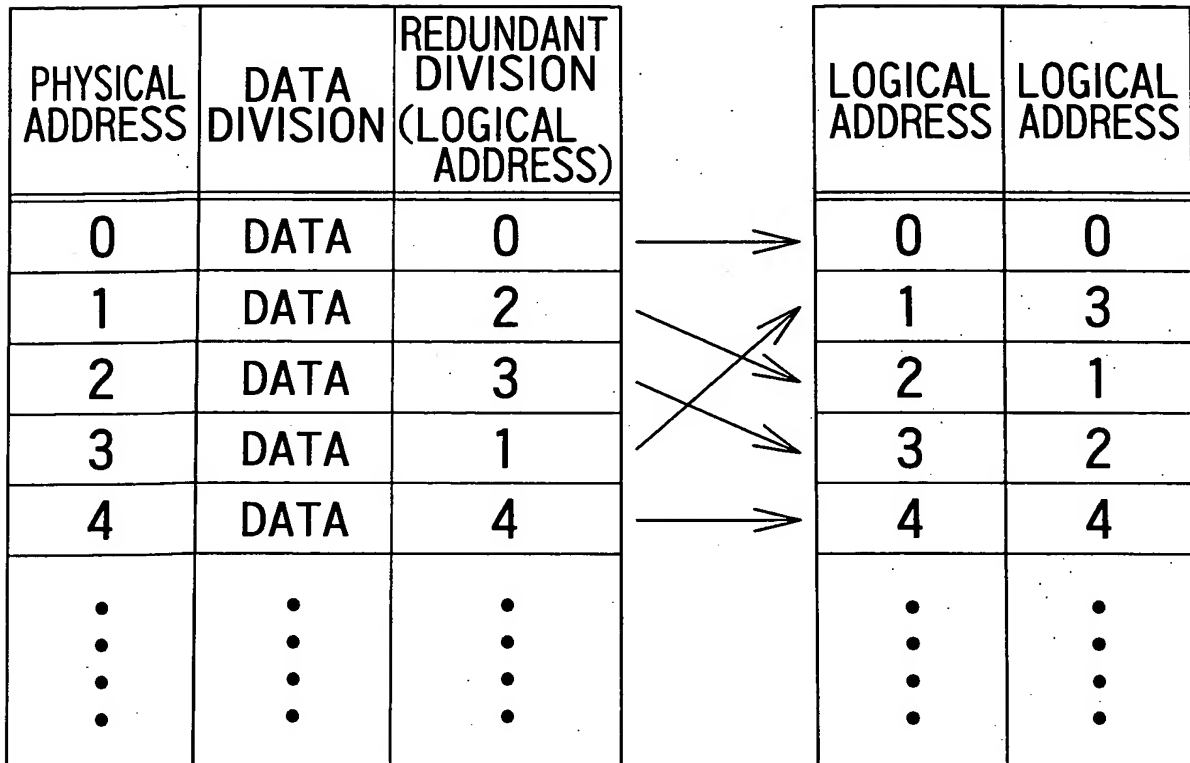 PHYSICAL ADDRESS DATA DIVISION REDUNDANT DIVISION (LOGICAL ADDRESS)
0 DATA 0
1 DATA 2
2 DATA 3
3 DATA 1
4 DATA 4
LOGICAL ADDRESS LOGICAL ADDRESS
0 0
1 3
2 1
3 2
4 4